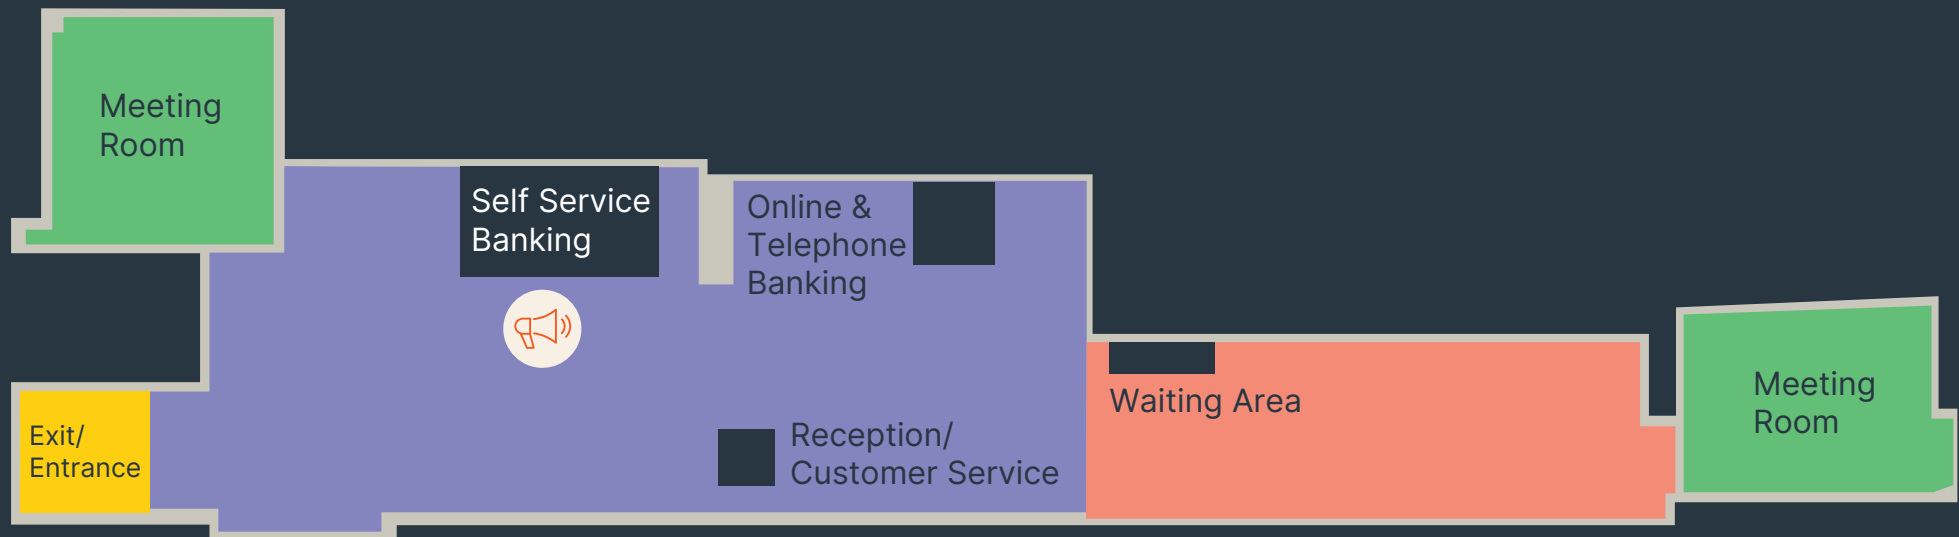 Meeting
Room
Self Service
Banking
Online &
Telephone
Banking
Exit/
Entrance
Reception/
Customer Service
Waiting Area
Meeting
Room